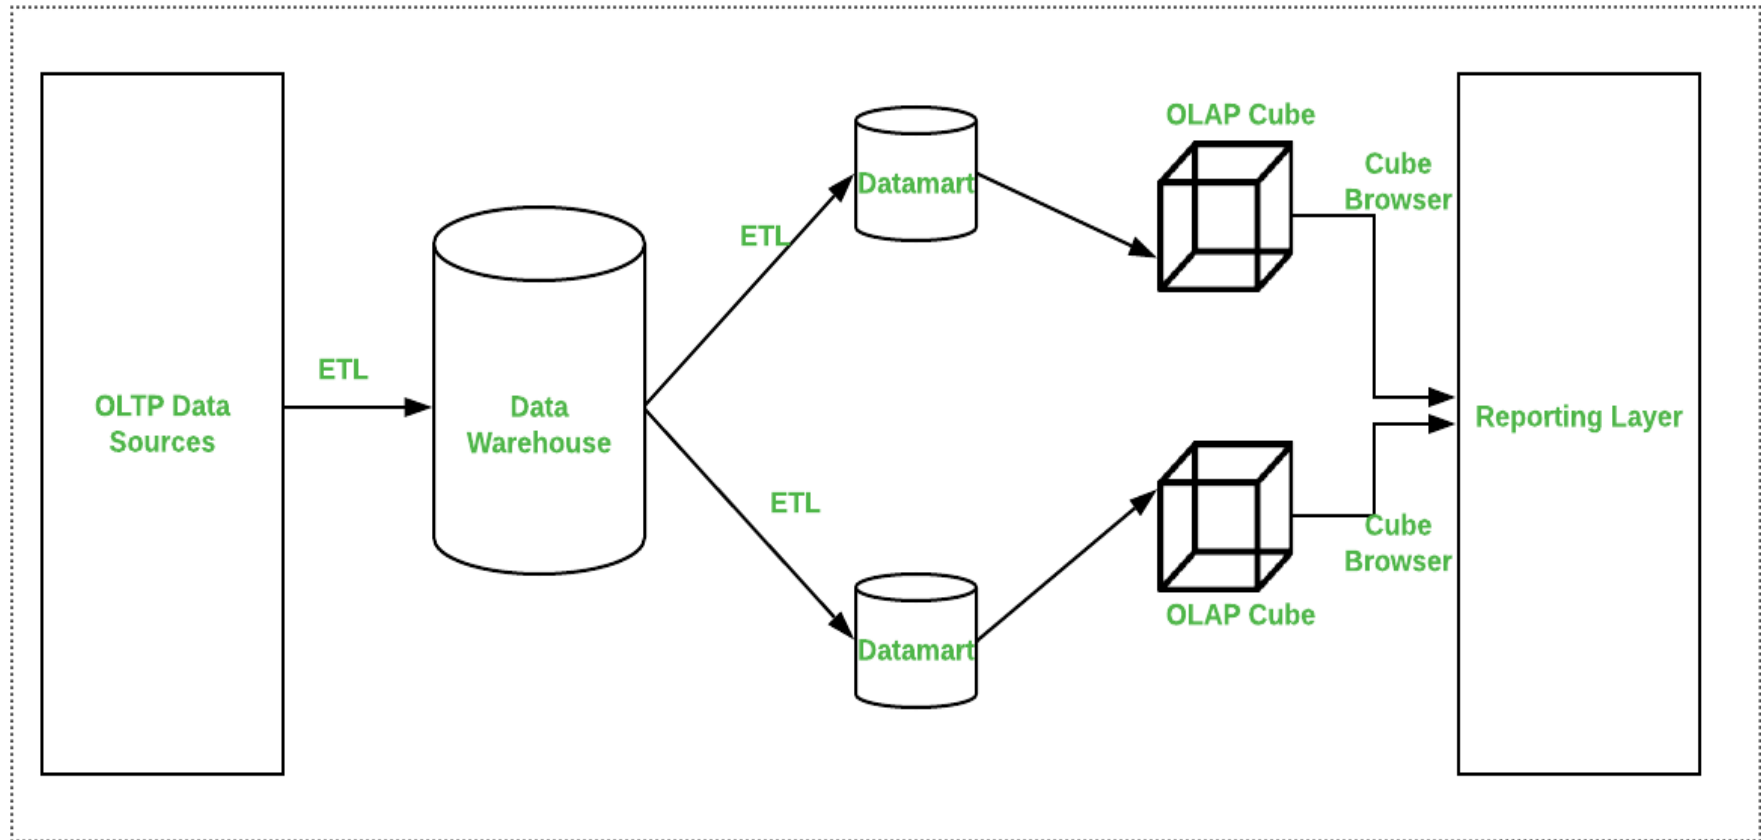 OLTP Data
Sources
ETL
Data
Warehouse
ETL
ETL
Datamart
Datamart
OLAP Cube
OLAP Cube
Cube
Browser
Cube
Browser
Reporting Layer